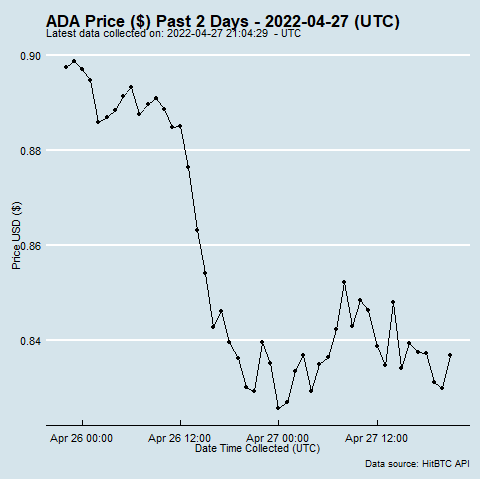 ADA Price ($) Past 2 Days - 2022-04-27 (UTC)
Latest data collected on: 2022-04-27 21:04:29 - UTC
0.90
0.88
0.86
0.84
Price USD ($)
Apr 26 00:00 Apr 26 12:00 Apr 27 00:00 Apr 27 12:00
Date Time Collected (UTC)
Data source: HitBTC API